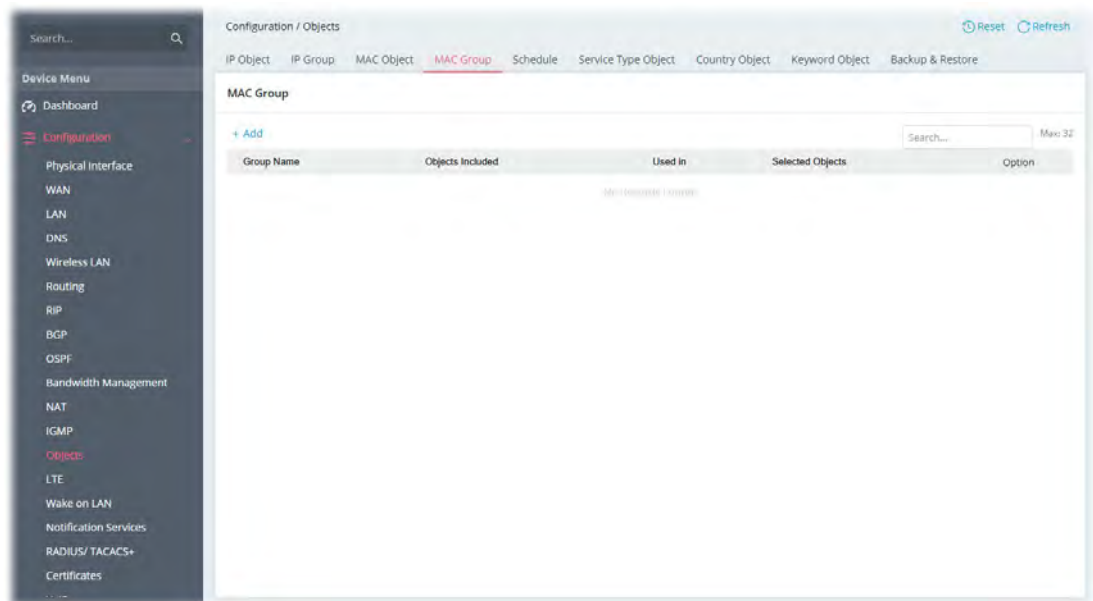 Search...
Configuration / Objects
Reset Refresh
IP Object IP Group MAC Object MAC Group Schedule Service Type Object Country Object Keyword Object Backup & Restore
Device Menu
Dashboard
Configuration
Physical Interface
WAN
LAN
DNS
Wireless LAN
Routing
RIP
BGP
OSPF
Bandwidth Management
NAT
IGMP
Objects
LTE
Wake on LAN
Notification Services
RADIUS/ TACACS+
Certificates
MAC Group
+ Add
Search...
Max: 32
Group Name Objects Included Used in Selected Objects Option